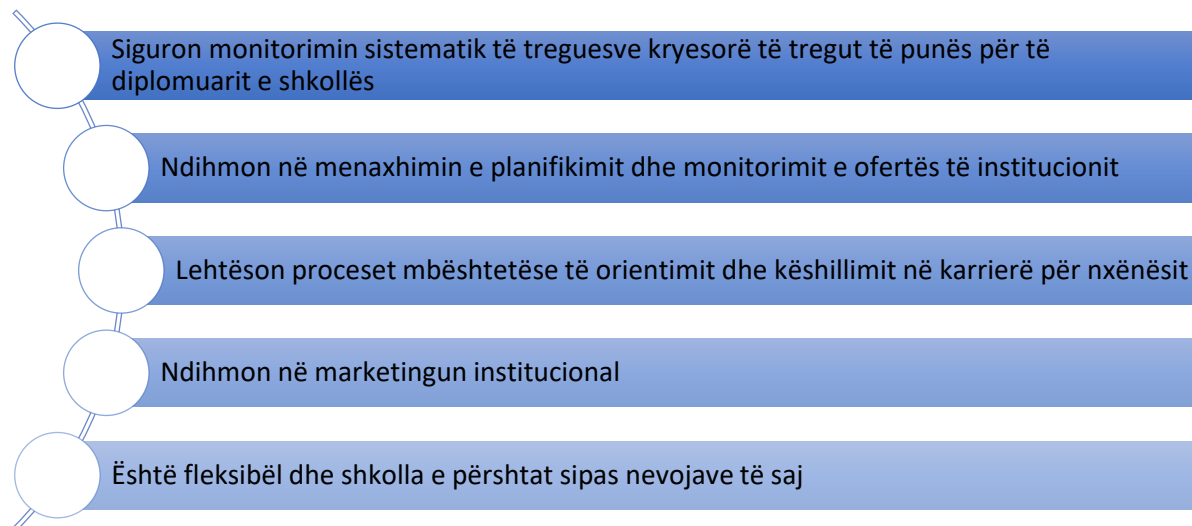 Siguron monitorimin sistematik të treguesve kryesorë të tregut të punës për të
diplomuarit e shkollës
Ndihmon në menaxhimin e planifikimit dhe monitorimit e ofertës të institucionit
Lehtëson proceset mbështetëse të orientimit dhe këshillimit në karrierë për nxënësit
Ndihmon në marketingun institucional
Është fleksibël dhe shkolla e përshtat sipas nevojave të saj